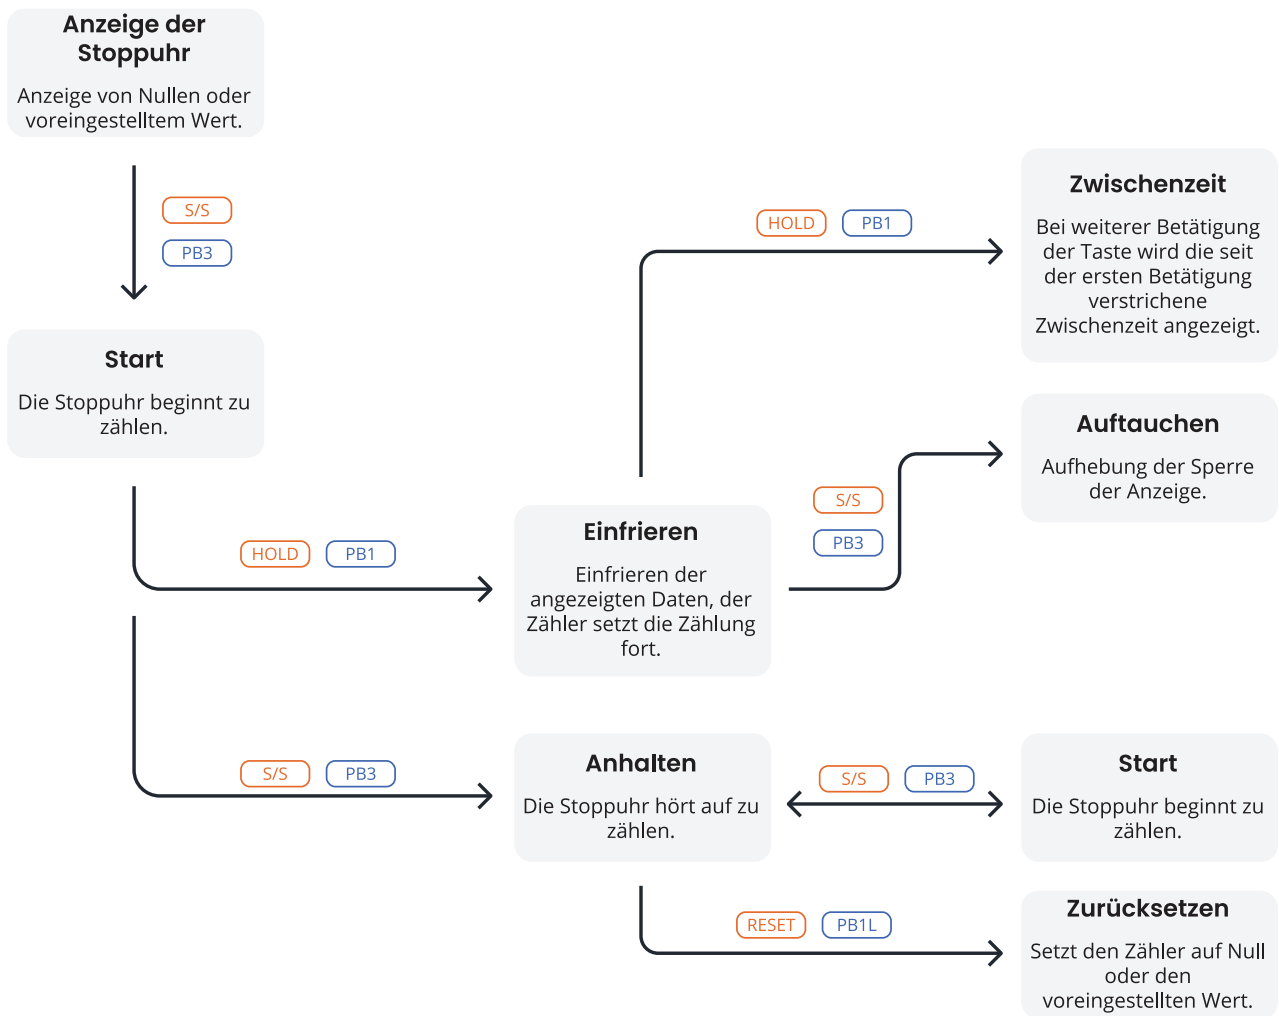 Anzeige der
Stoppuhr
Anzeige von Nullen oder
voreingestelltem Wert.
S/S
PB3
Start
Die Stoppuhr beginnt zu
zählen.
HOLD PB1
Zwischenzeit
Bei weiterer Betätigung
der Taste wird die seit
der ersten Betätigung
verstrichene
Zwischenzeit angezeigt.
Auftauchen
Aufhebung der Sperre
der Anzeige.
S/S
PB3
HOLD PB1
Einfrieren
Einfrieren der
angezeigten Daten, der
Zähler setzt die Zählung
fort.
S/S PB3
Anhalten
Die Stoppuhr hört auf zu
zählen.
S/S PB3
Start
Die Stoppuhr beginnt zu
zählen.
RESET PB1L
Zurücksetzen
Setzt den Zähler auf Null
oder den
voreingestellten Wert.